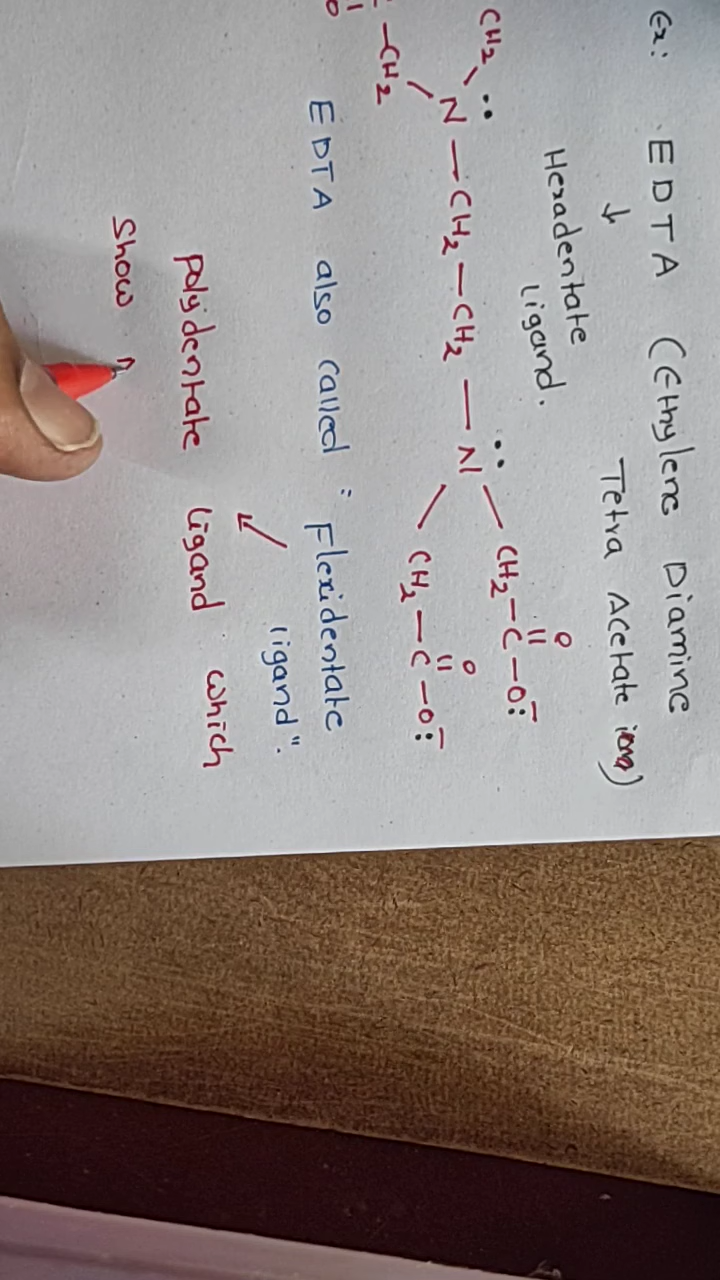 Ex: EDTA (Ethylene Diamine
Tetra Acetate ion)
↓
Hexadentate
ligand.
CH₂ N̈ — CH₂ — CH₂ — N̈ — CH₂ — C — O⁻:
O
— CH₂
CH₂ — C — O⁻:
O
O
EDTA also called "Flexidentate
ligand".
polydentate ligand which
Show